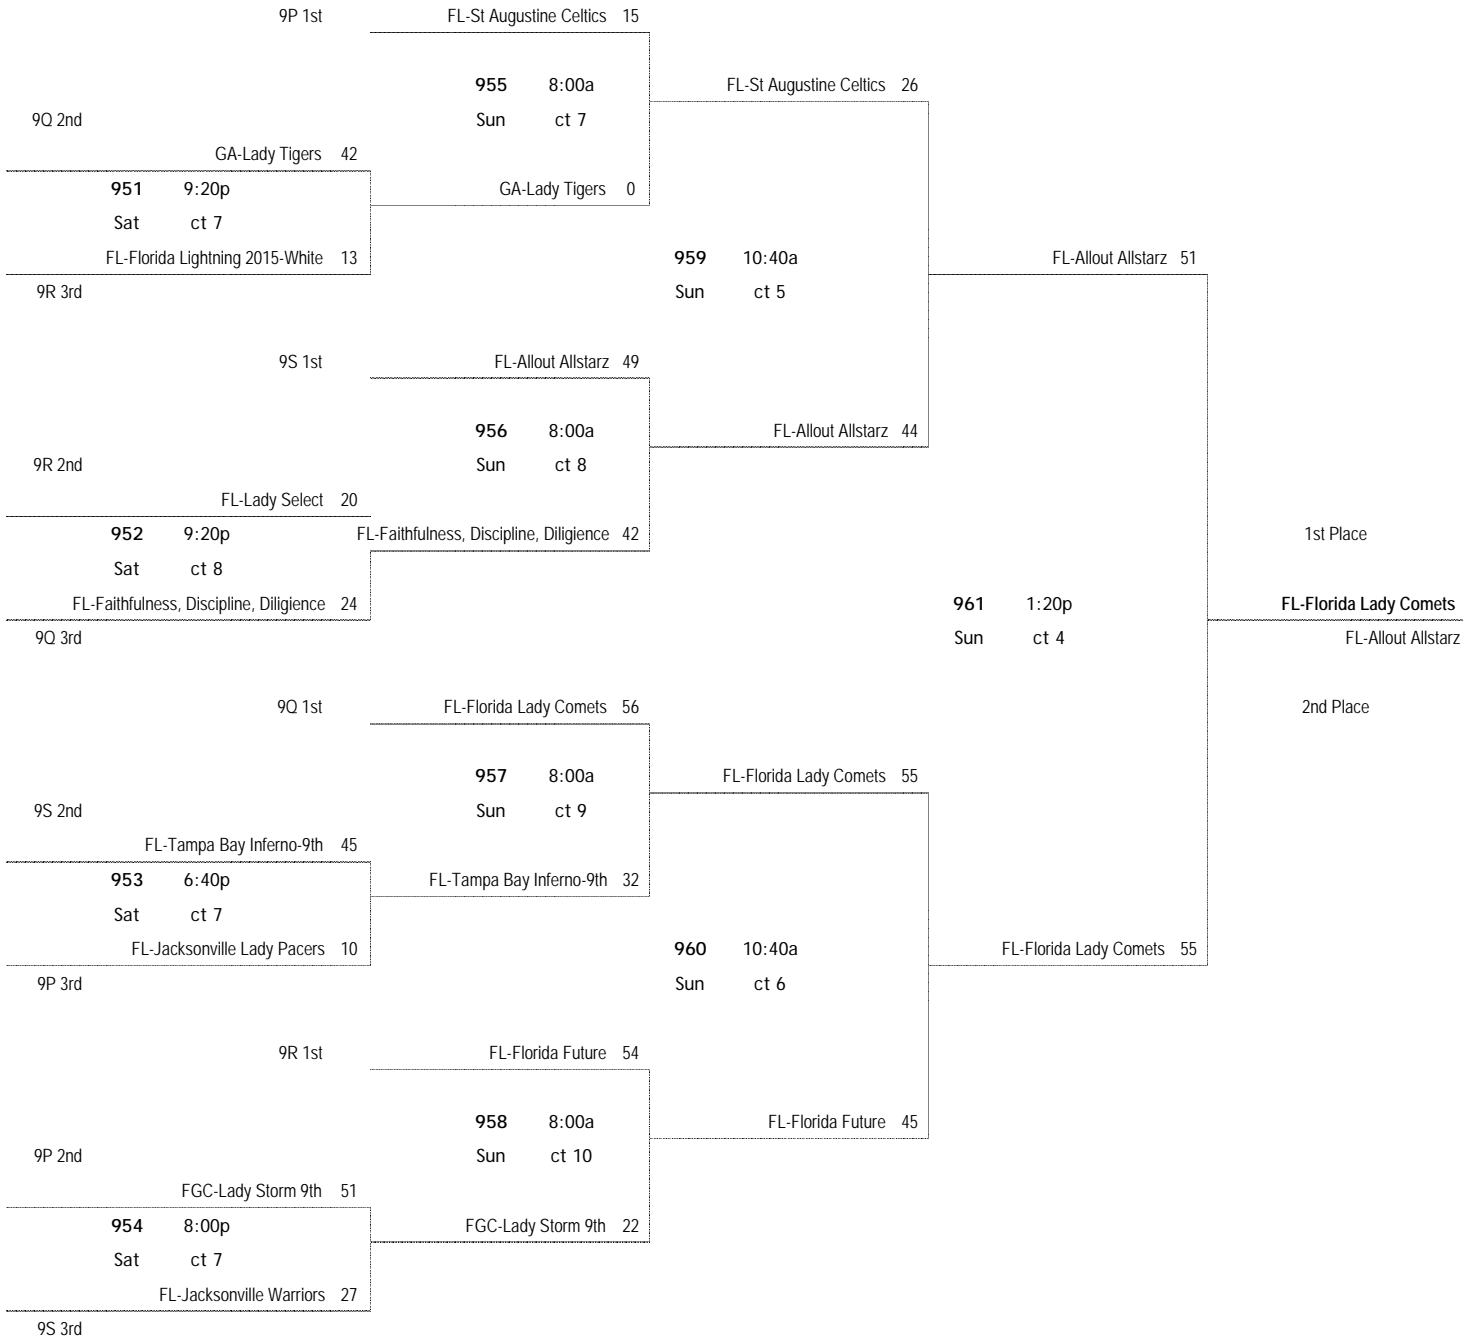 9P 1st FL-St Augustine Celtics 15
955 8:00a FL-St Augustine Celtics 26
9Q 2nd Sun ct 7
GA-Lady Tigers 42
951 9:20p GA-Lady Tigers 0
Sat ct 7
FL-Florida Lightning 2015-White 13 959 10:40a FL-Allout Allstarz 51
9R 3rd Sun ct 5
9S 1st FL-Allout Allstarz 49
956 8:00a FL-Allout Allstarz 44
9R 2nd Sun ct 8
FL-Lady Select 20
952 9:20p FL-Faithfulness, Discipline, Diligience 42 1st Place
Sat ct 8
FL-Faithfulness, Discipline, Diligience 24 961 1:20p FL-Florida Lady Comets
9Q 3rd Sun ct 4 FL-Allout Allstarz
9Q 1st FL-Florida Lady Comets 56 2nd Place
957 8:00a FL-Florida Lady Comets 55
9S 2nd Sun ct 9
FL-Tampa Bay Inferno-9th 45
953 6:40p FL-Tampa Bay Inferno-9th 32
Sat ct 7
FL-Jacksonville Lady Pacers 10 960 10:40a FL-Florida Lady Comets 55
9P 3rd Sun ct 6
9R 1st FL-Florida Future 54
958 8:00a FL-Florida Future 45
9P 2nd Sun ct 10
FGC-Lady Storm 9th 51
954 8:00p FGC-Lady Storm 9th 22
Sat ct 7
FL-Jacksonville Warriors 27
9S 3rd